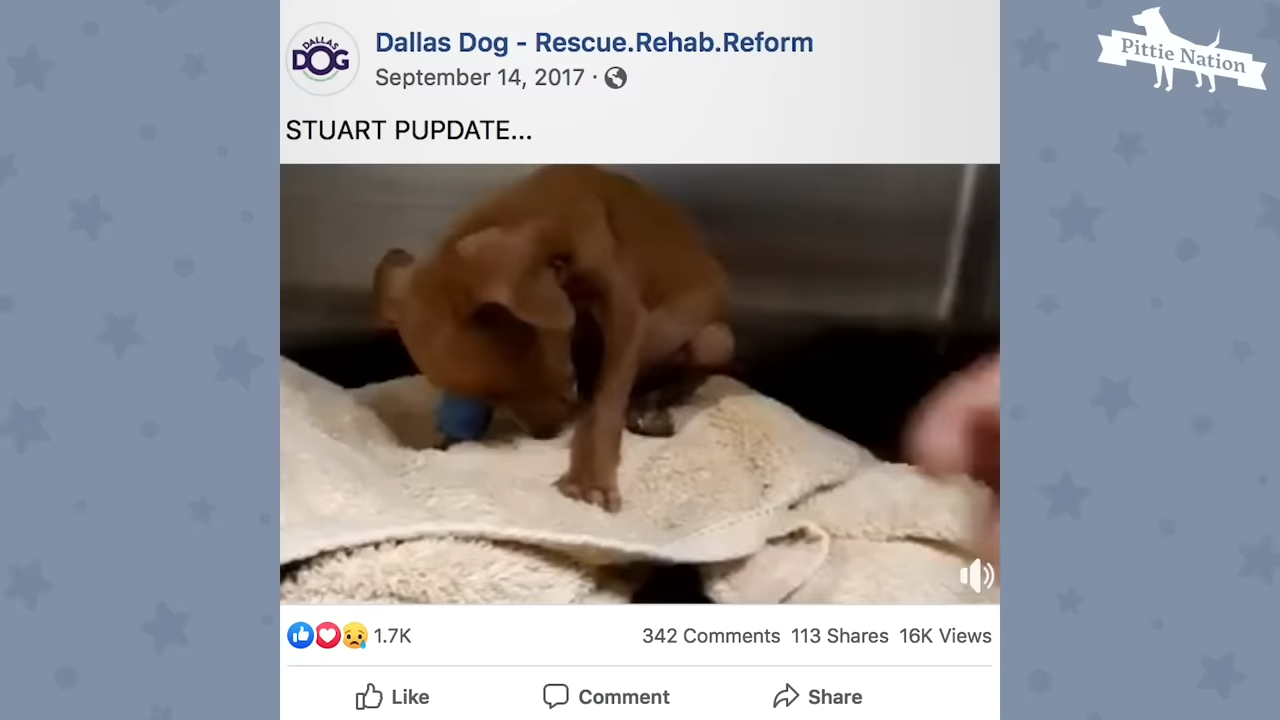 DALLAS
DOG
Dallas Dog - Rescue.Rehab.Reform
September 14, 2017 ·
Pittie Nation
STUART PUPDATE...
1.7K
342 Comments 113 Shares 16K Views
Like
Comment
Share